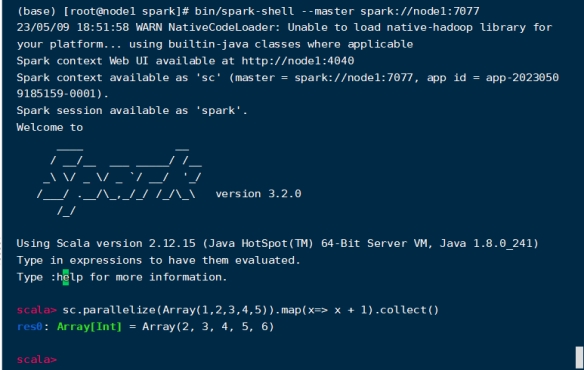 (base) [root@node1 spark]# bin/spark-shell --master spark://node1:7077
23/05/09 18:51:58 WARN NativeCodeLoader: Unable to load native-hadoop library for
your platform... using builtin-java classes where applicable
Spark context Web UI available at http://node1:4040
Spark context available as 'sc' (master = spark://node1:7077, app id = app-2023050
9185159-0001).
Spark session available as 'spark'.
Welcome to
      ____              __
     / __/__  ___ _____/ /__
    _\ \/ _ \/ _ `/ __/  '_/
   /___/ .__/\_,_/_/ /_/\_\   version 3.2.0
      /_/
Using Scala version 2.12.15 (Java HotSpot(TM) 64-Bit Server VM, Java 1.8.0_241)
Type in expressions to have them evaluated.
Type :help for more information.
scala> sc.parallelize(Array(1,2,3,4,5)).map(x=> x + 1).collect()
res0: Array[Int] = Array(2, 3, 4, 5, 6)
scala>